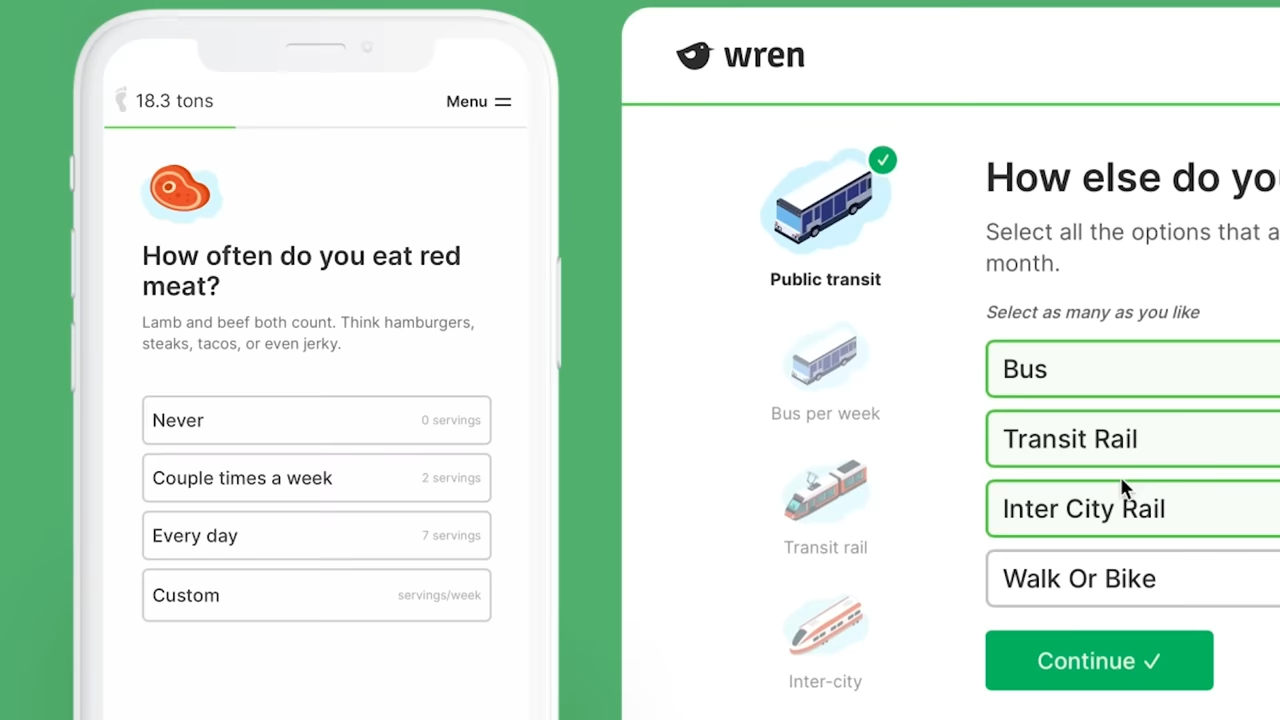 18.3 tons
Menu
How often do you eat red
meat?
Lamb and beef both count. Think hamburgers,
steaks, tacos, or even jerky.
Never 0 servings
Couple times a week 2 servings
Every day 7 servings
Custom servings/week
wren
Public transit
Bus per week
Transit rail
Inter-city
How else do you
Select all the options that a
month.
Select as many as you like
Bus
Transit Rail
Inter City Rail
Walk Or Bike
Continue ✓